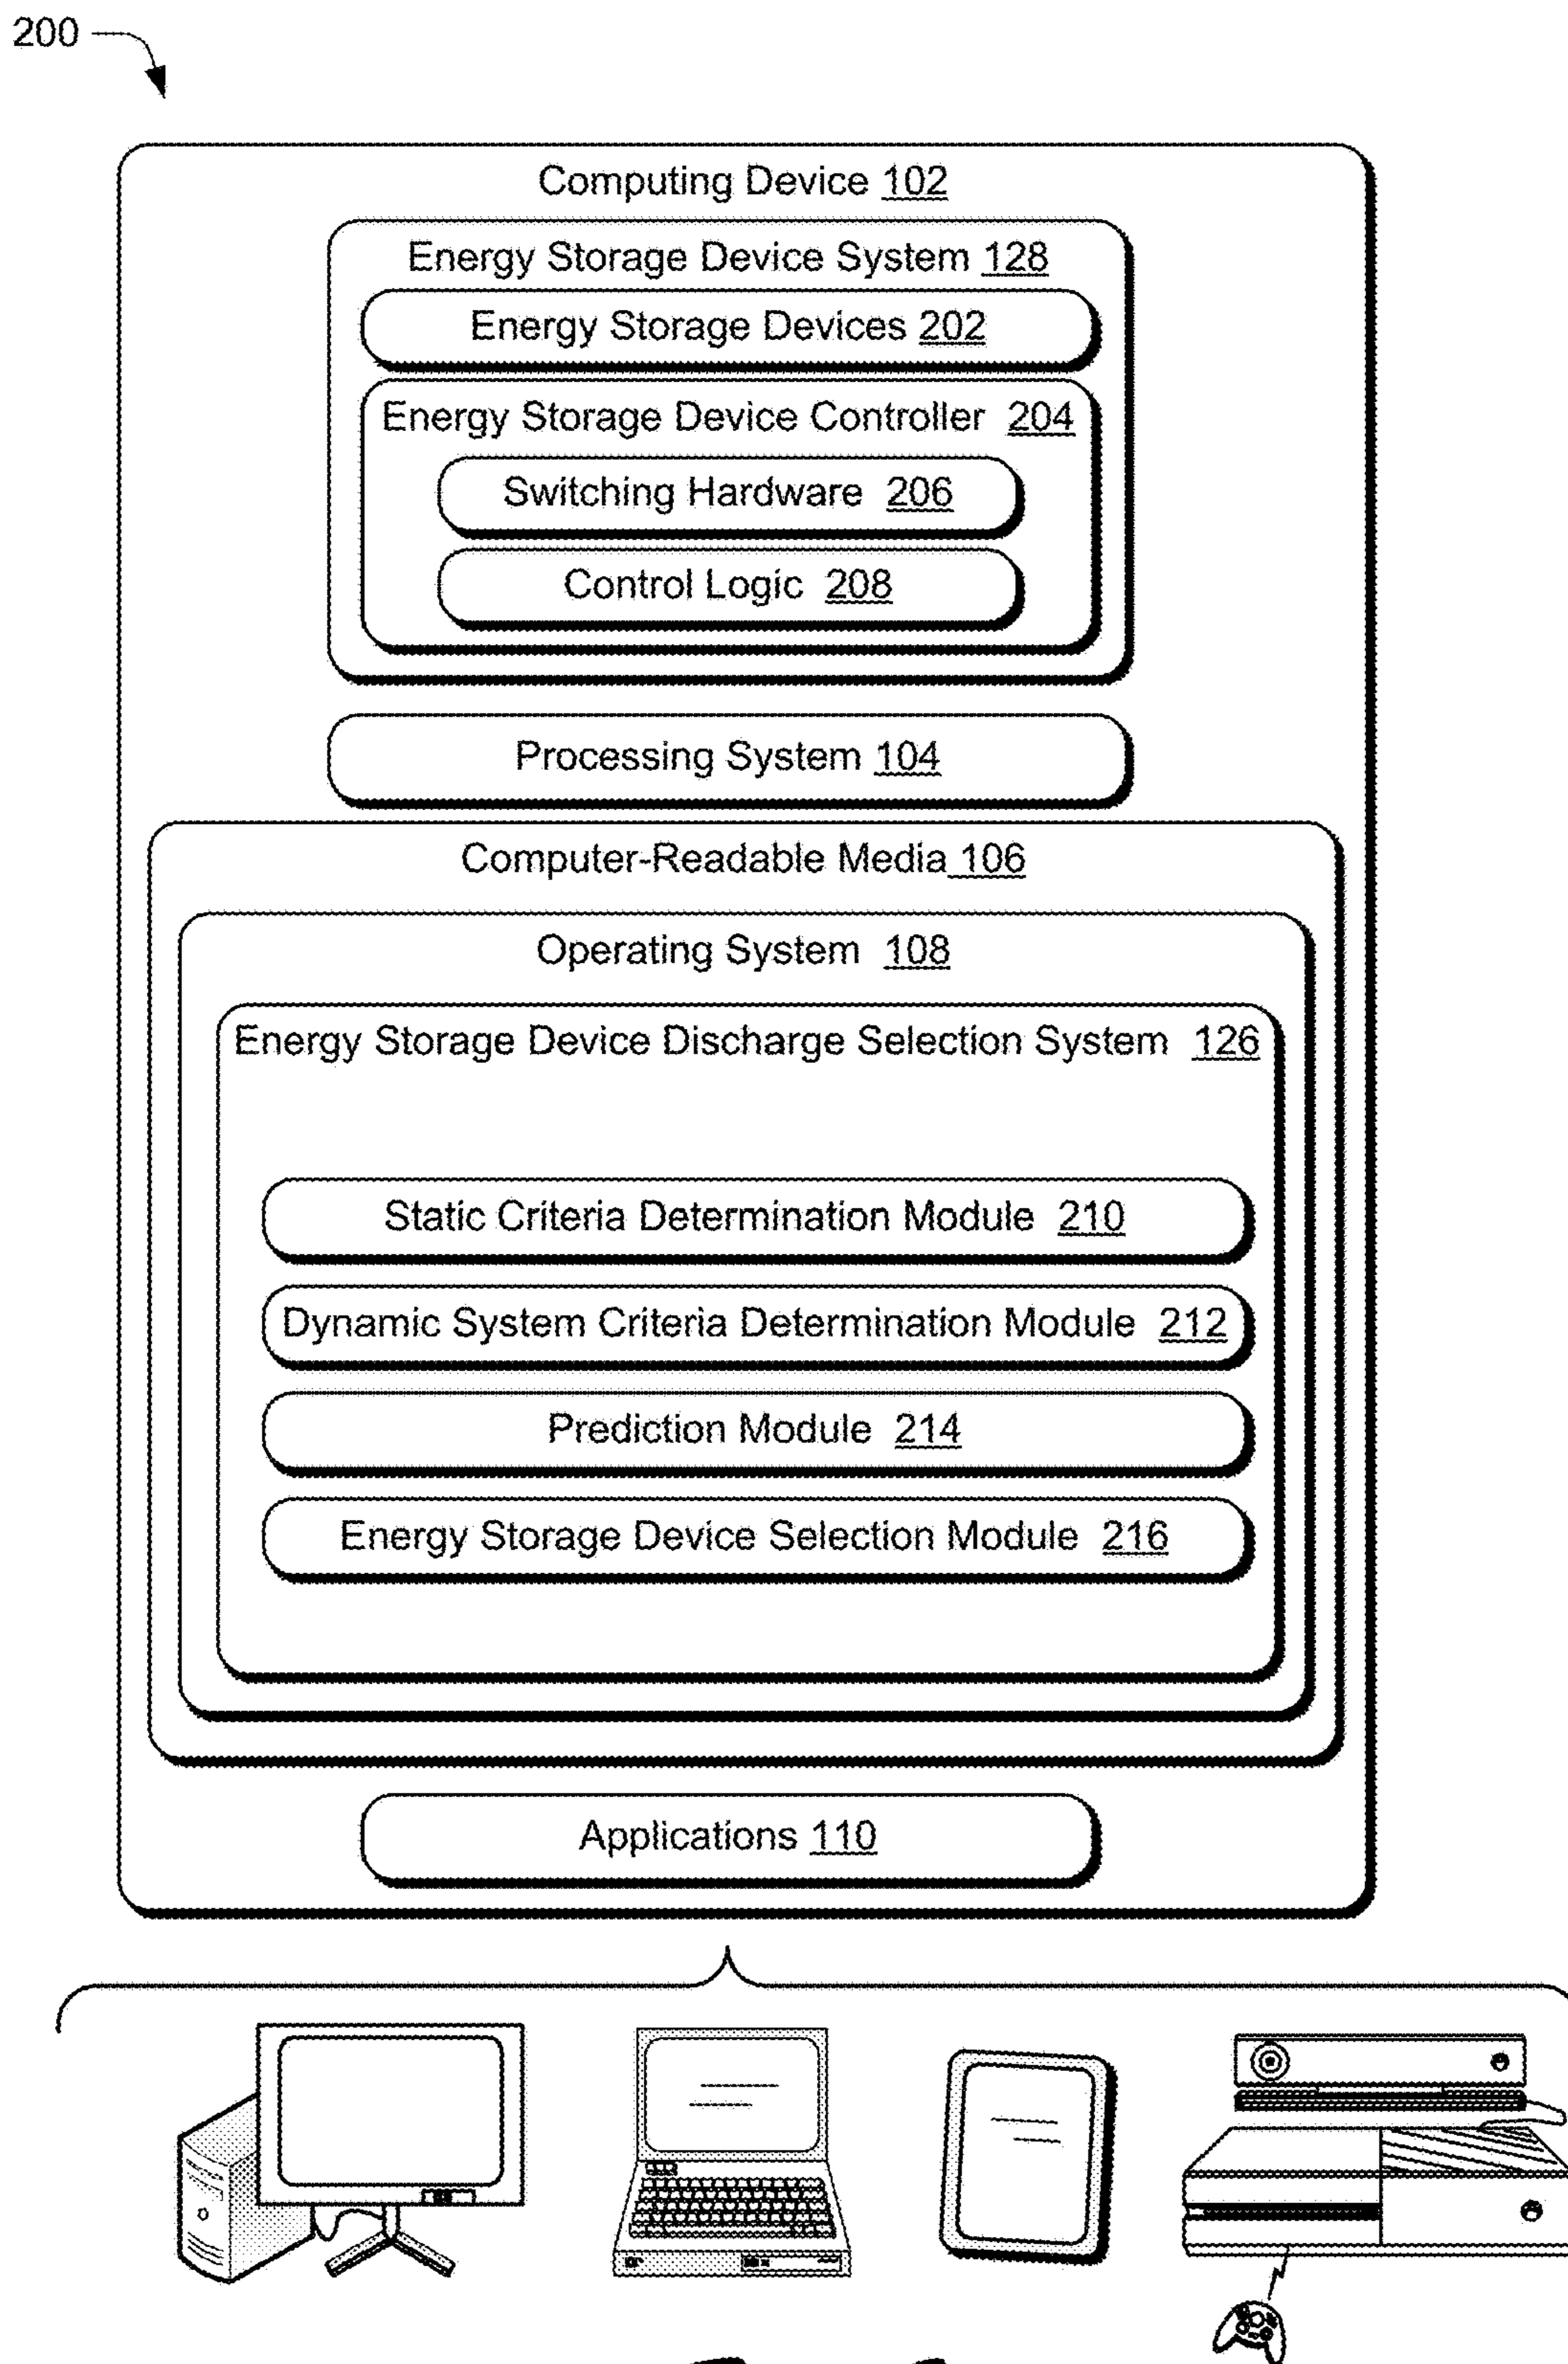 200
Computing Device 102
Energy Storage Device System 128
Energy Storage Devices 202
Energy Storage Device Controller 204
Switching Hardware 206
Control Logic 208
Processing System 104
Computer-Readable Media 106
Operating System 108
Energy Storage Device Discharge Selection System 126
Static Criteria Determination Module 210
Dynamic System Criteria Determination Module 212
Prediction Module 214
Energy Storage Device Selection Module 216
Applications 110